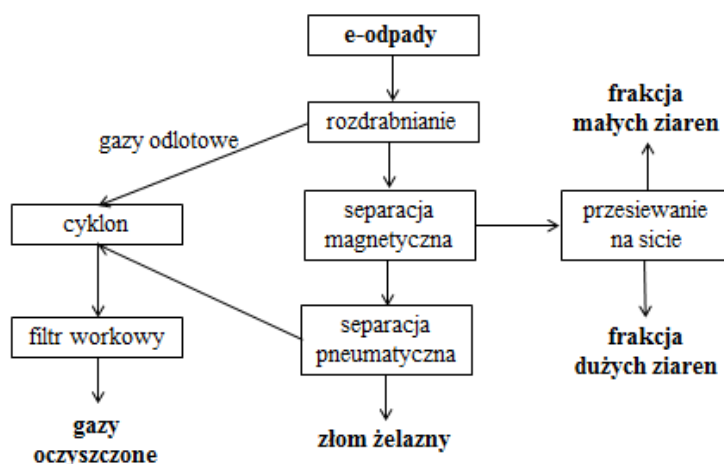 e-odpady
rozdrabnianie
gazy odlotowe
frakcja
małych ziaren
cyklon
separacja
magnetyczna
przesiewanie
na sicie
filtr workowy
separacja
pneumatyczna
frakcja
dużych ziaren
gazy
oczyszczone
złom żelazny